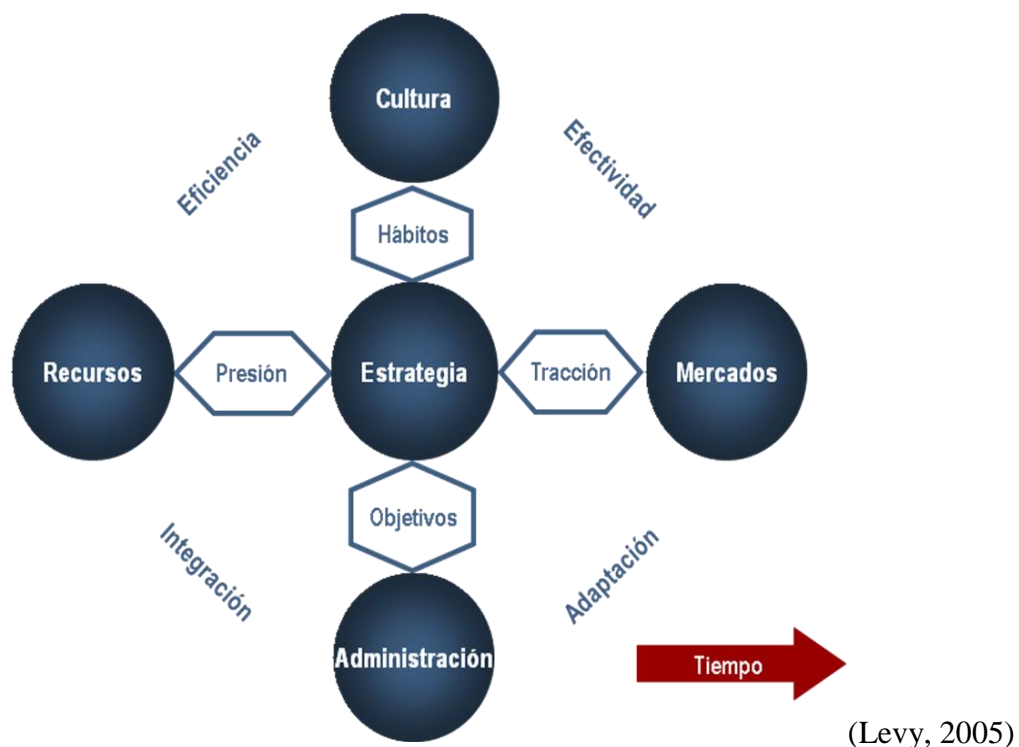 Cultura
Eficiencia
Efectividad
Hábitos
Recursos
Presión
Estrategia
Tracción
Mercados
Objetivos
Integración
Adaptación
Administración
Tiempo
(Levy, 2005)